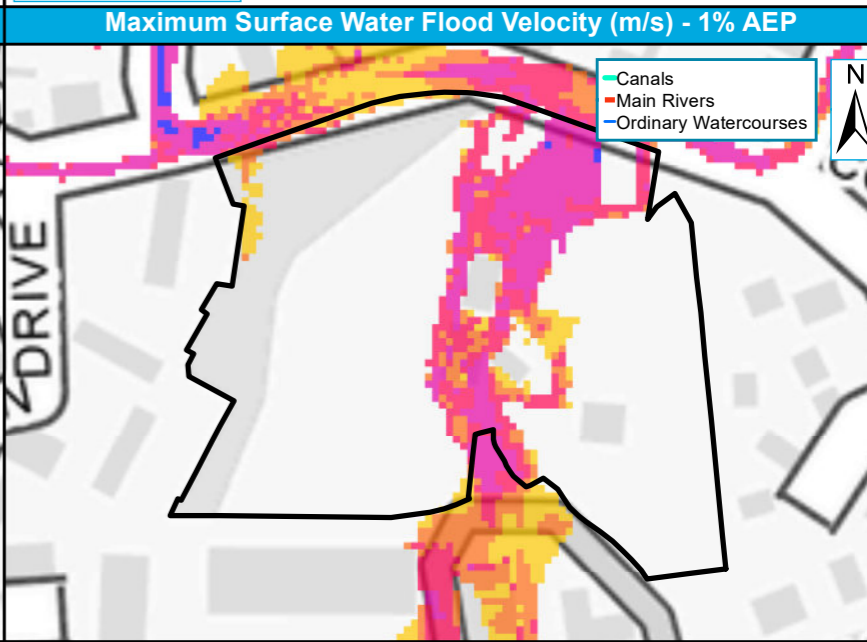 Maximum Surface Water Flood Velocity (m/s) - 1% AEP
Canals
Main Rivers
Ordinary Watercourses
N
DRIVE